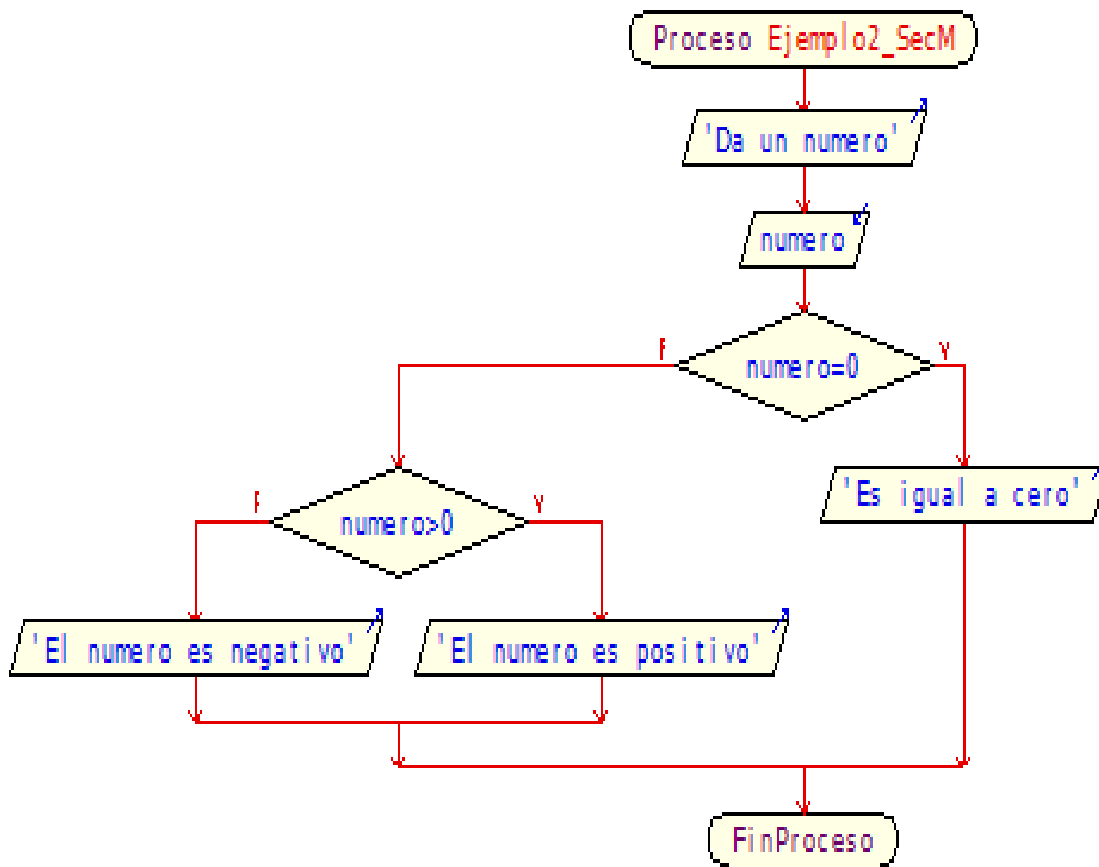 Proceso Ejemplo2_SecM
'Da un numero'
numero
numero=0
F
V
numero>0
F
V
'Es igual a cero'
'El numero es negativo'
'El numero es positivo'
FinProceso